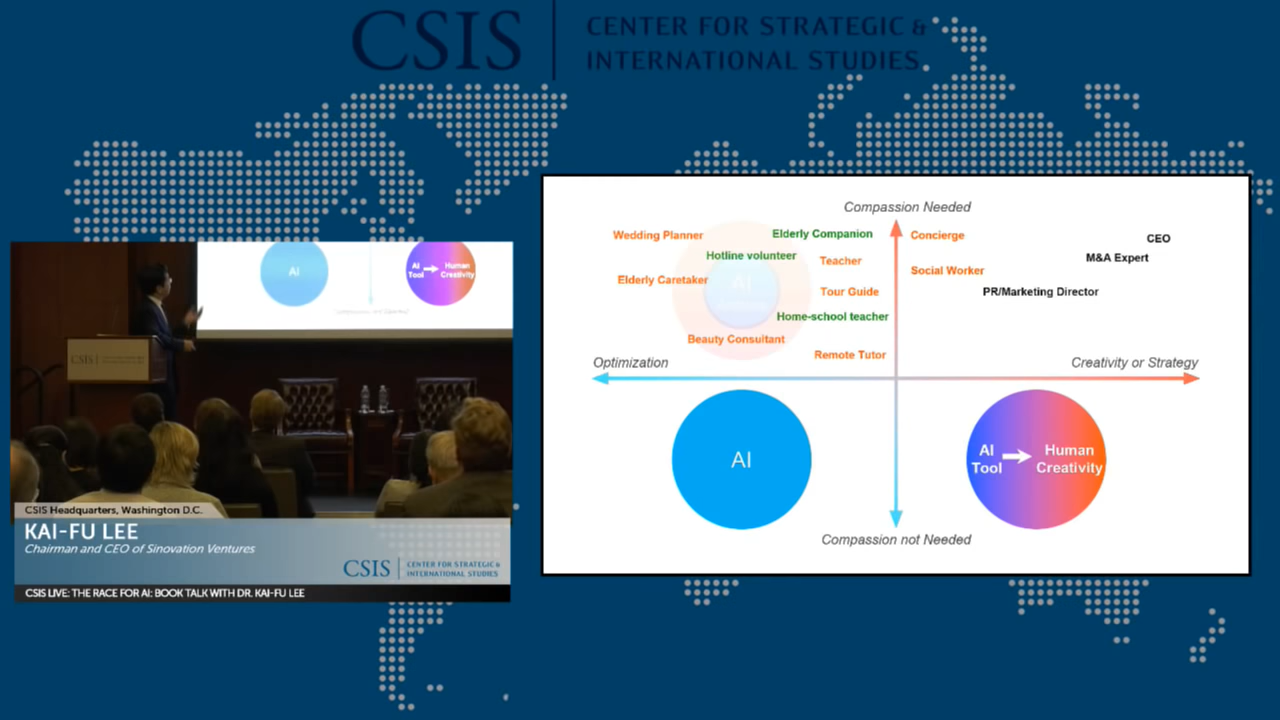 CSIS
CENTER FOR STRATEGIC &
INTERNATIONAL STUDIES
AI
AI
Tool
Human
Creativity
CSIS
CSIS Headquarters, Washington D.C.
KAI-FU LEE
Chairman and CEO of Sinovation Ventures
CSIS
CENTER FOR STRATEGIC &
INTERNATIONAL STUDIES
CSIS LIVE: THE RACE FOR AI: BOOK TALK WITH DR. KAI-FU LEE
Compassion Needed
Wedding Planner
Elderly Companion
Concierge
CEO
Hotline volunteer
Teacher
M&A Expert
Elderly Caretaker
AI
Social Worker
Tour Guide
PR/Marketing Director
Home-school teacher
Beauty Consultant
Remote Tutor
Optimization
Creativity or Strategy
AI
AI
Tool
Human
Creativity
Compassion not Needed